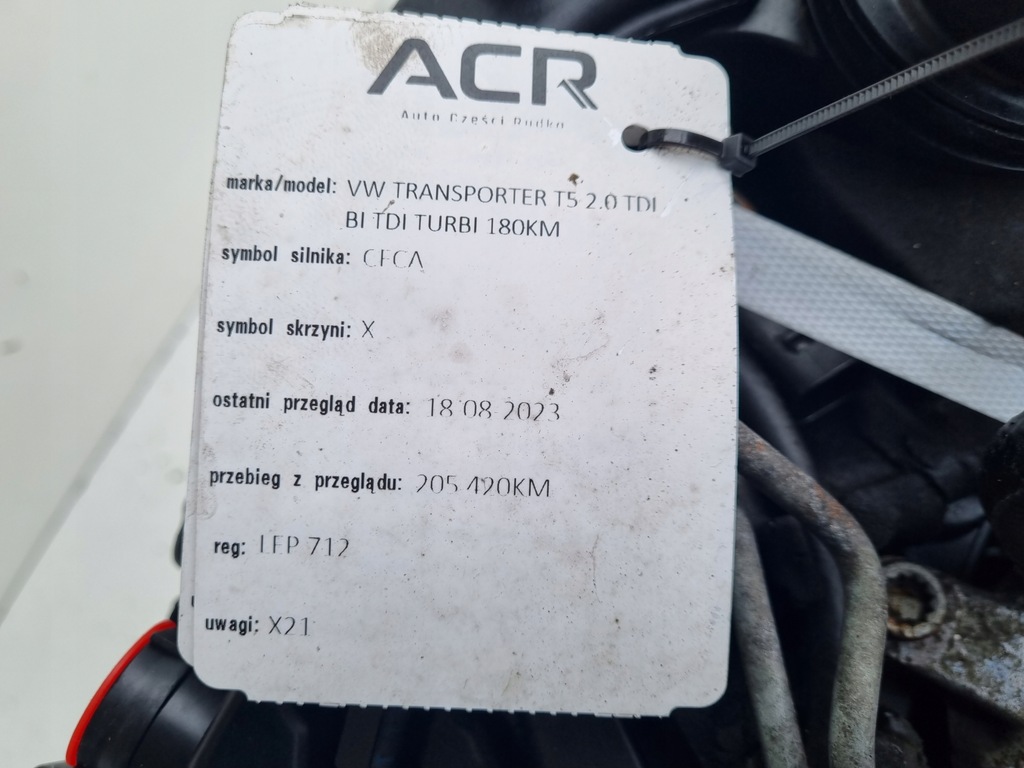 ACR
Auto Części Rudko
marka/model: VW TRANSPORTER T5 2.0 TDI
BI TDI TURBI 180KM
symbol silnika: CFCA
symbol skrzyni: X
ostatni przegląd data: 18 08 2023
przebieg z przeglądu: 205 420KM
reg: LFP 712
uwagi: X21